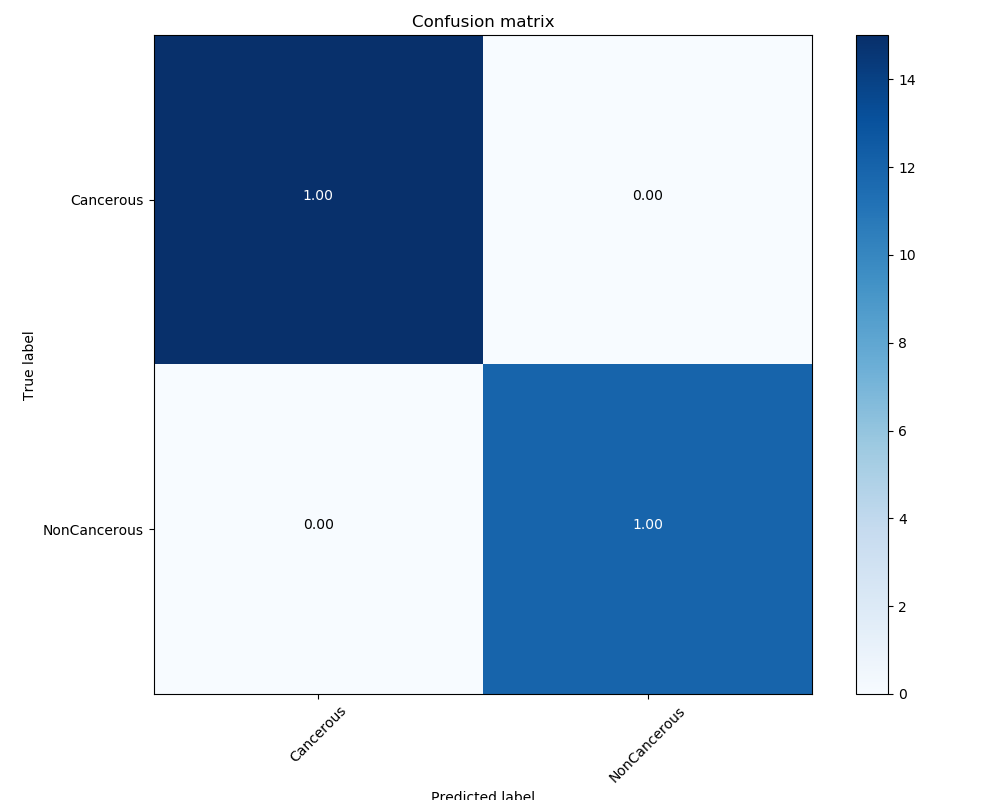 Confusion matrix
Cancerous
NonCancerous
True label
1.00
0.00
0.00
1.00
Cancerous
NonCancerous
Predicted label
14
12
10
8
6
4
2
0